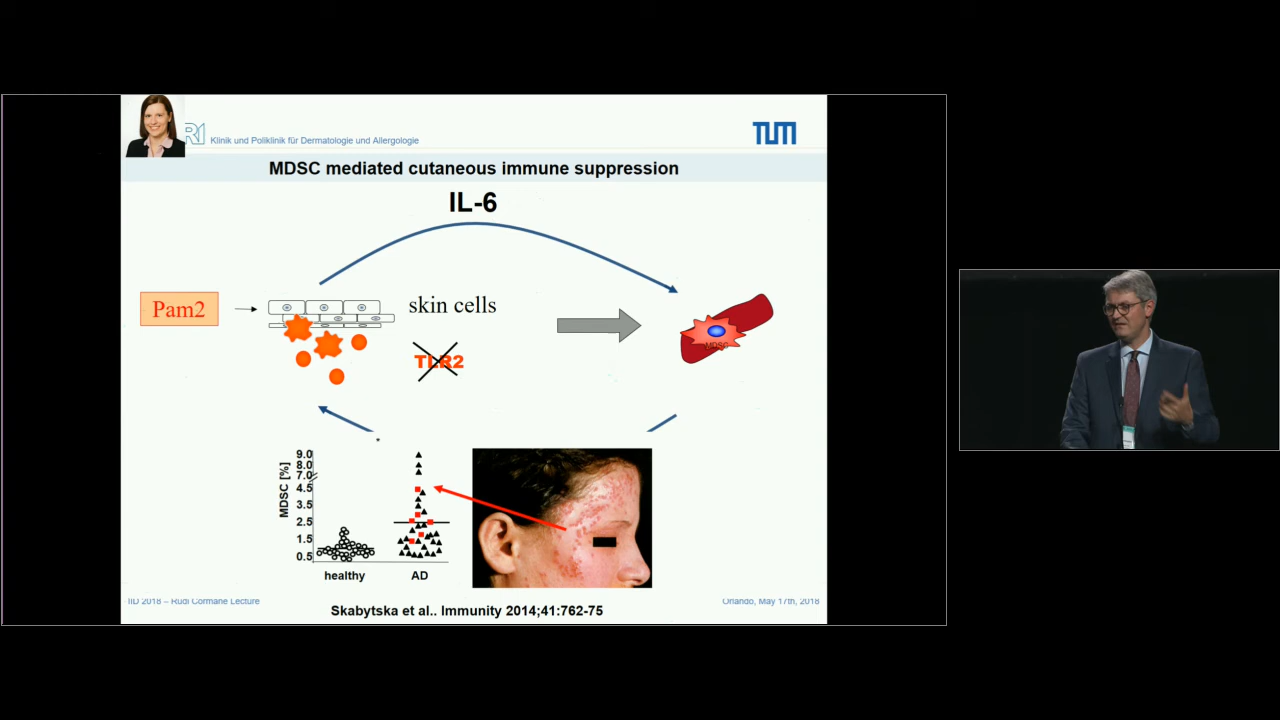 RI Klinik und Poliklinik für Dermatologie und Allergologie
TUM
MDSC mediated cutaneous immune suppression
IL-6
Pam2
skin cells
TLR2
MDSC
*
MDSC [%]
9.0
8.0
7.0
4.5
3.5
2.5
1.5
0.5
healthy
AD
IID 2018 – Rudi Cormane Lecture
Orlando, May 17th, 2018
Skabytska et al.. Immunity 2014;41:762-75